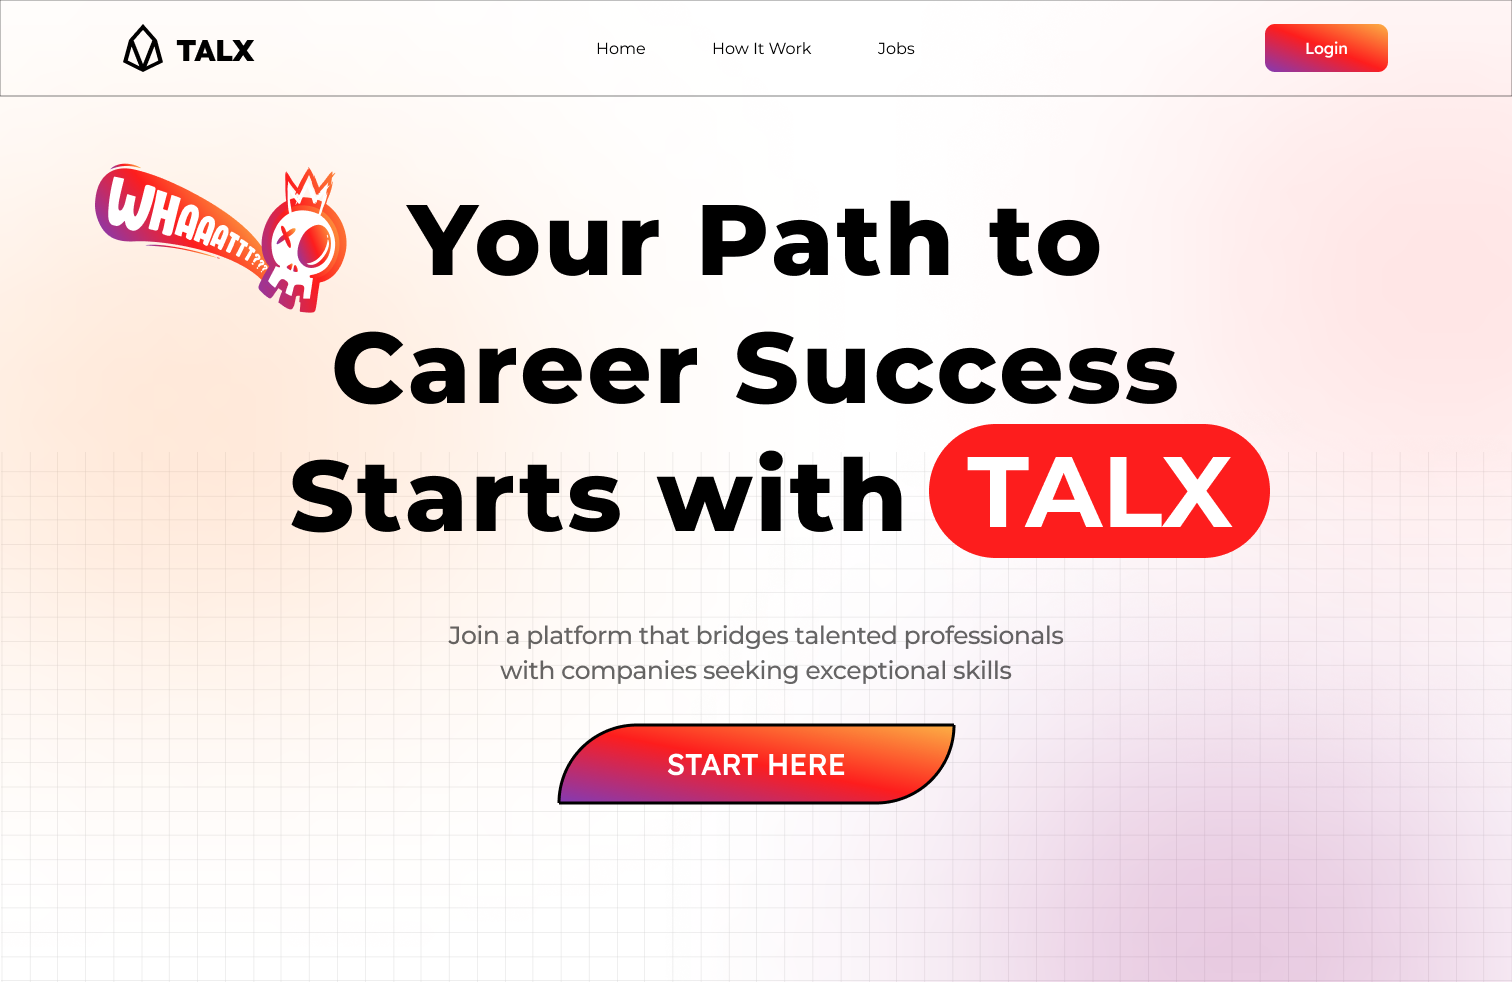 TALX
Home
How It Work
Jobs
Login
WHAAAATTT???
Your Path to
Career Success
Starts with TALX
Join a platform that bridges talented professionals
with companies seeking exceptional skills
START HERE